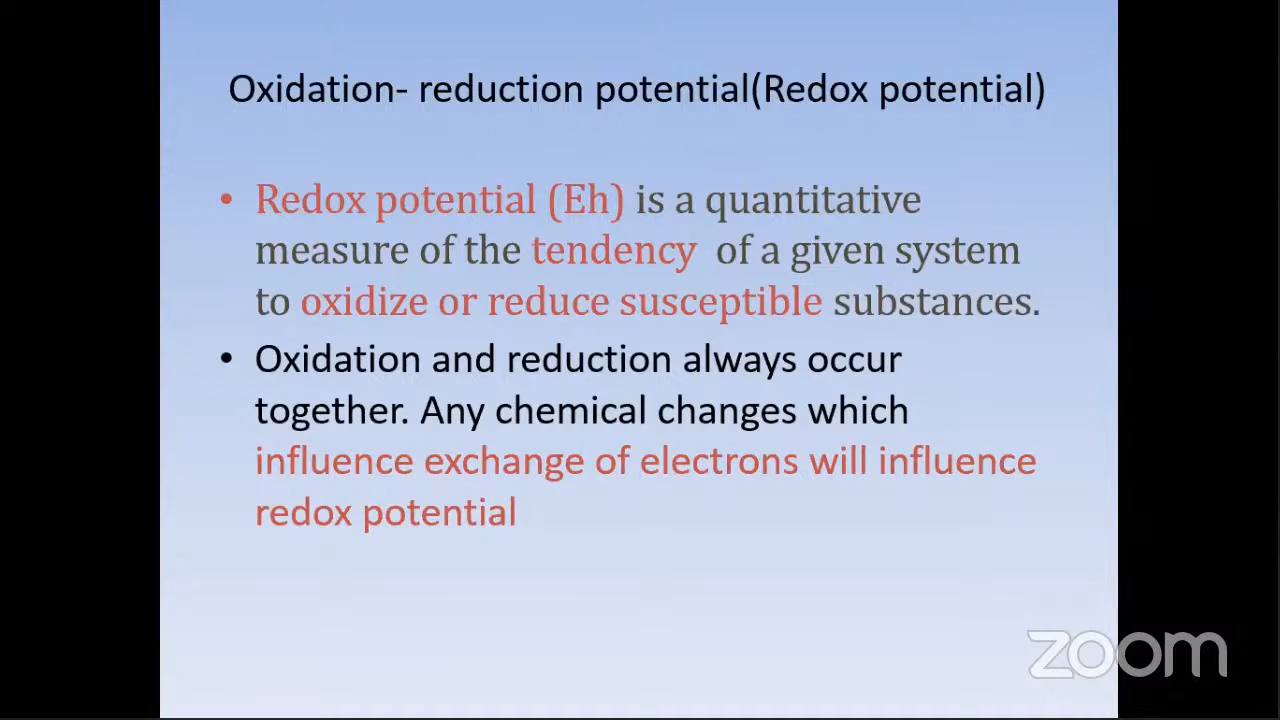 Oxidation- reduction potential(Redox potential)
• Redox potential (Eh) is a quantitative
measure of the tendency of a given system
to oxidize or reduce susceptible substances.
• Oxidation and reduction always occur
together. Any chemical changes which
influence exchange of electrons will influence
redox potential
zoom